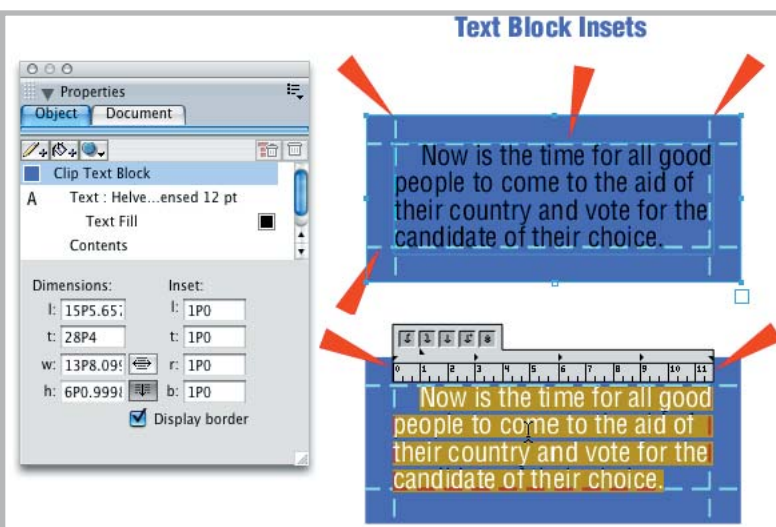 Text Block Insets
Properties
Object Document
Clip Text Block
A Text : Helve...ensed 12 pt
Text Fill
Contents
Dimensions: Inset:
l: 15P5.657 l: 1P0
t: 28P4 t: 1P0
w: 13P8.099 r: 1P0
h: 6P0.9998 b: 1P0
Display border
Now is the time for all good
people to come to the aid of
their country and vote for the
candidate of their choice.
0 1 2 3 4 5 6 7 8 9 10 11
Now is the time for all good
people to come to the aid of
their country and vote for the
candidate of their choice.